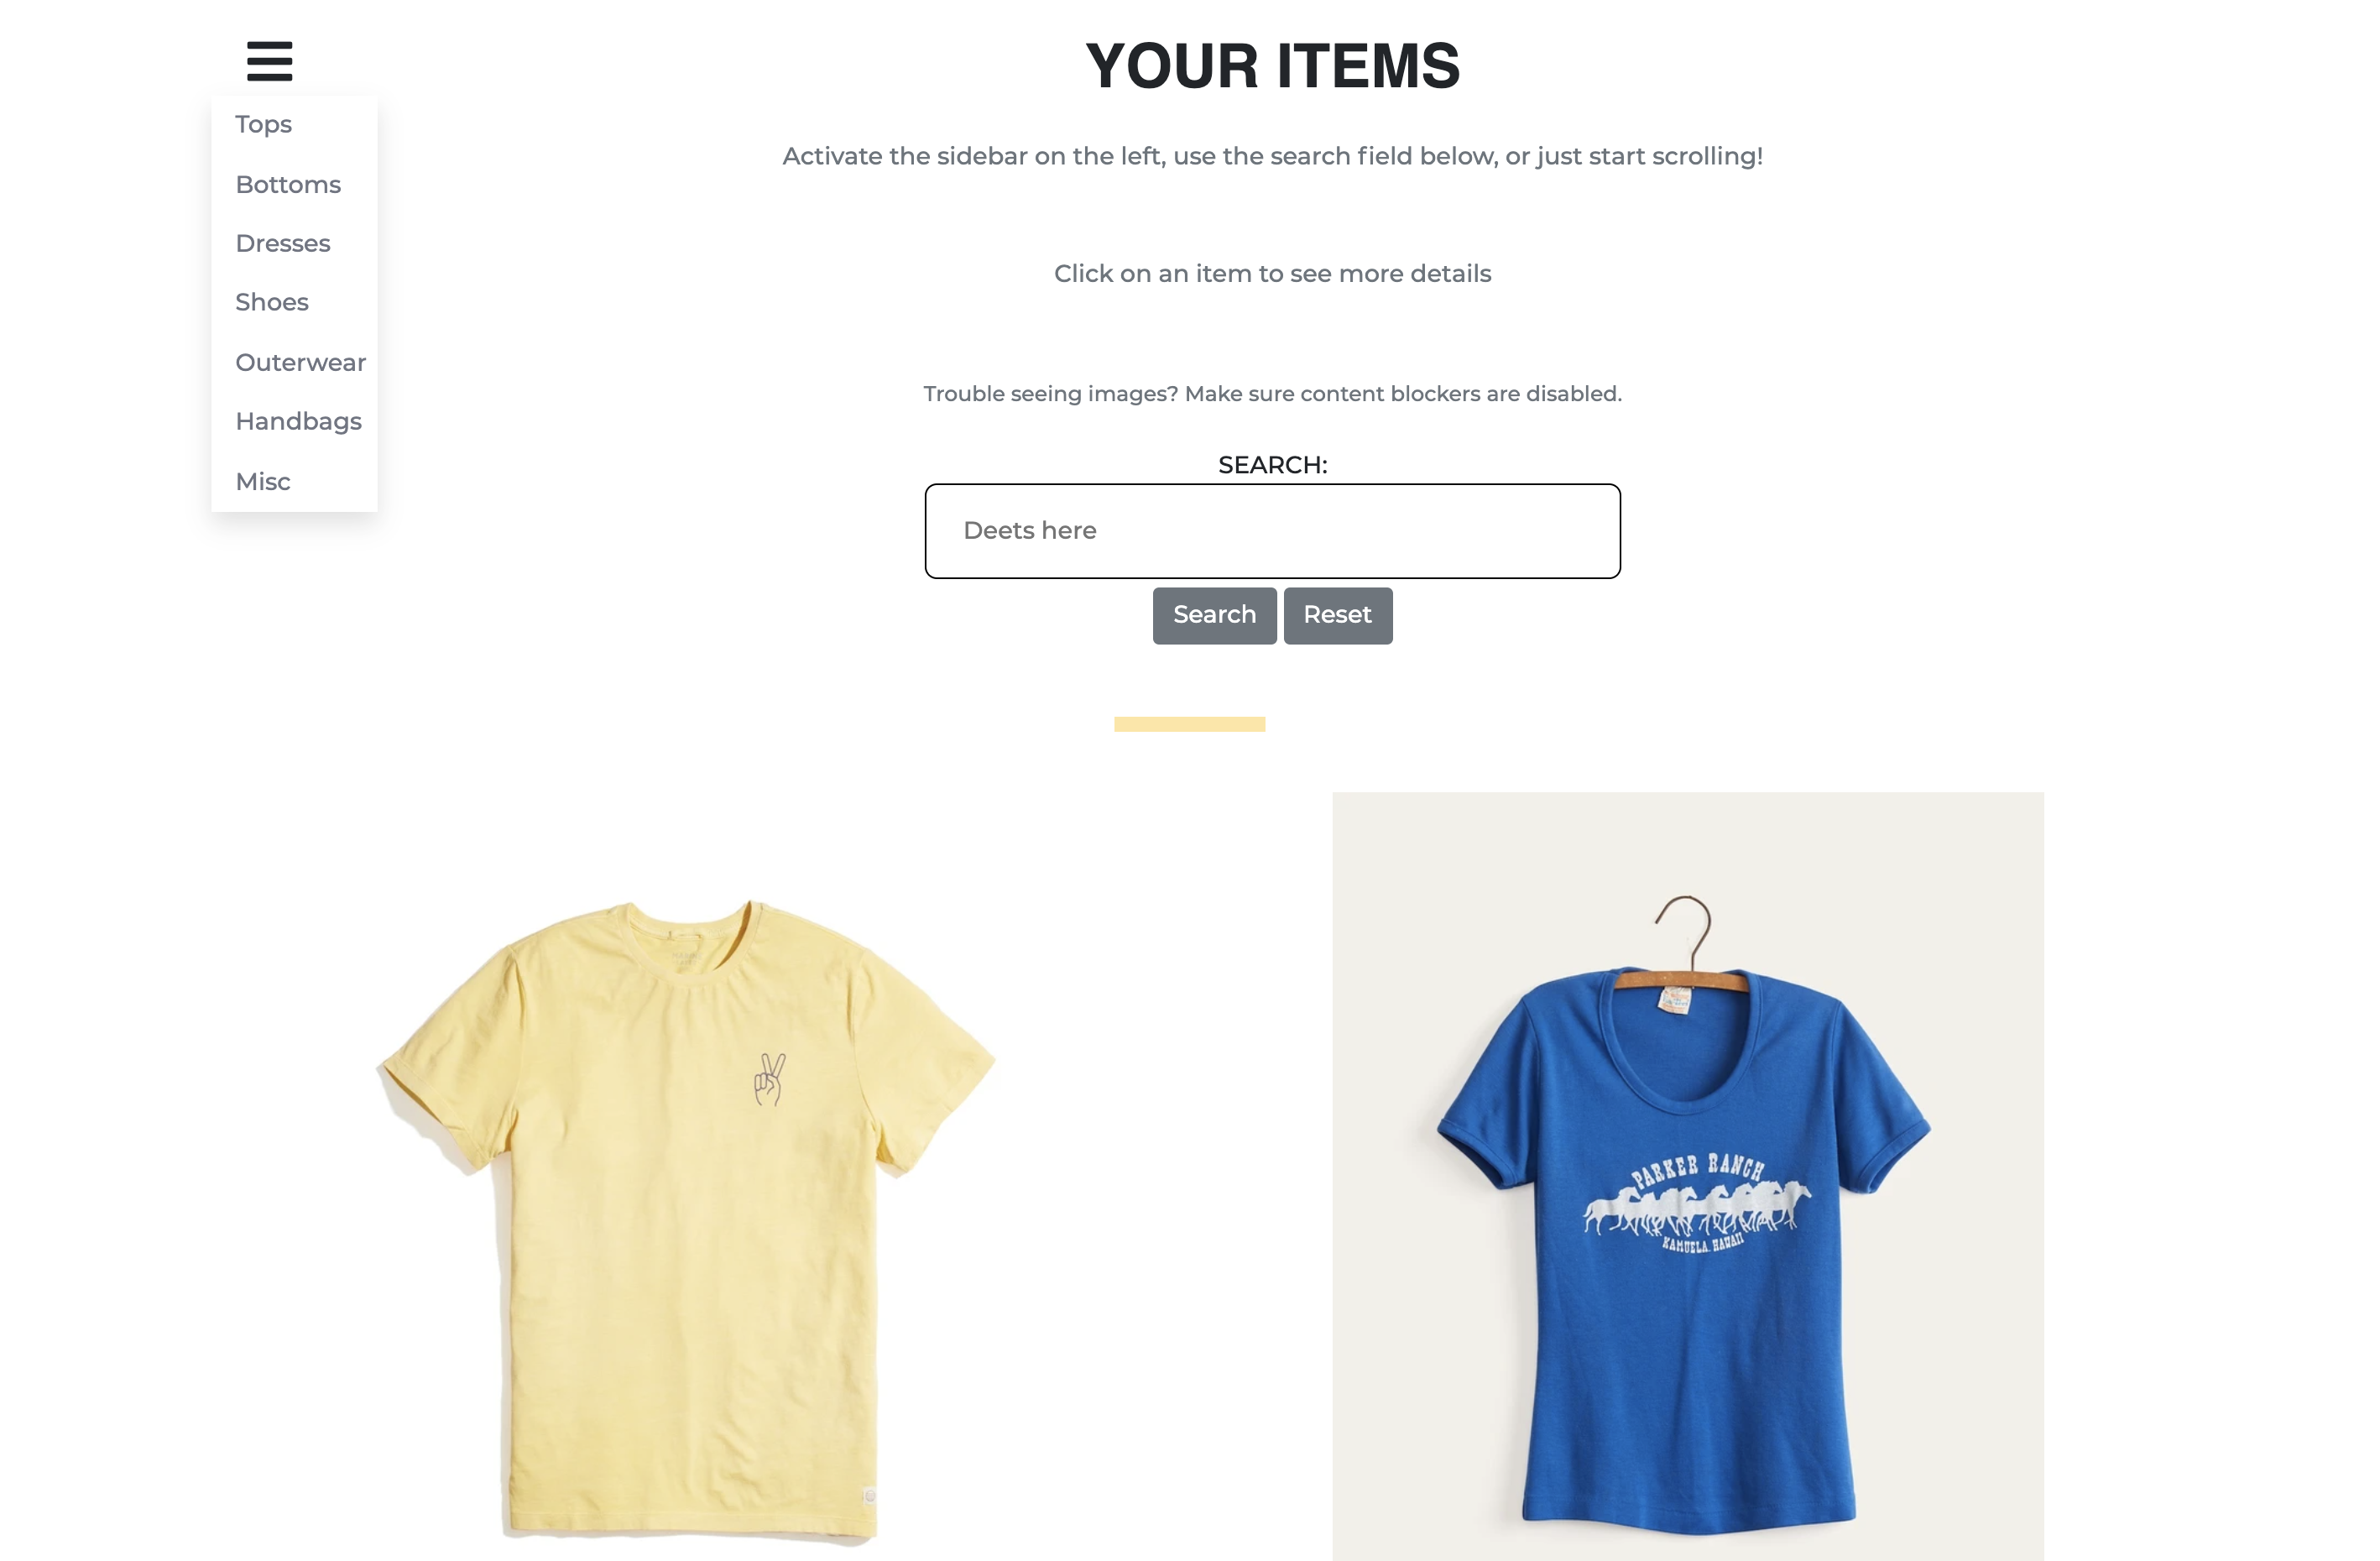 YOUR ITEMS
Tops
Bottoms
Dresses
Shoes
Outerwear
Handbags
Misc
Activate the sidebar on the left, use the search field below, or just start scrolling!
Click on an item to see more details
Trouble seeing images? Make sure content blockers are disabled.
SEARCH:
Deets here
Search Reset
PARKER RANCH
KAMUELA, HAWAII